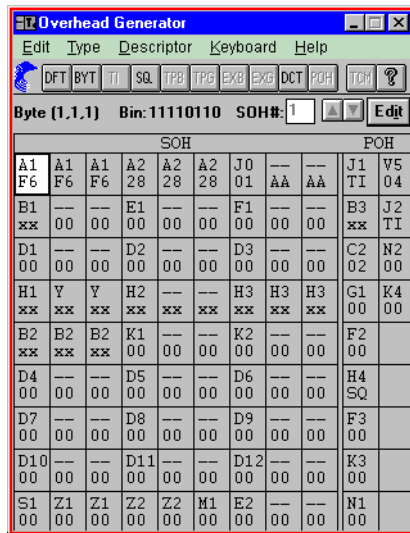 Overhead Generator
Edit Type Descriptor Keyboard Help
DFT BYT TI SQ. TPB TPG EXB EXG DCT POH TCM ?
Byte (1,1,1) Bin:11110110 SOH#: 1 Edit
SOH POH
A1 A1 A1 A2 A2 A2 J0 -- -- J1 V5
F6 F6 F6 28 28 28 01 AA AA TI 04
B1 -- -- E1 -- -- F1 -- -- B3 J2
xx 00 00 00 00 00 00 00 00 xx TI
D1 -- -- D2 -- -- D3 -- -- C2 N2
00 00 00 00 00 00 00 00 00 02 00
H1 Y Y H2 -- -- H3 H3 H3 G1 K4
xx xx xx xx xx xx xx xx xx 00 00
B2 B2 B2 K1 -- -- K2 -- -- F2
xx xx xx 00 00 00 00 00 00 00
D4 -- -- D5 -- -- D6 -- -- H4
00 00 00 00 00 00 00 00 00 SQ
D7 -- -- D8 -- -- D9 -- -- F3
00 00 00 00 00 00 00 00 00 00
D10 -- -- D11 -- -- D12 -- -- K3
00 00 00 00 00 00 00 00 00 00
S1 Z1 Z1 Z2 Z2 M1 E2 -- -- N1
00 00 00 00 00 00 00 00 00 00